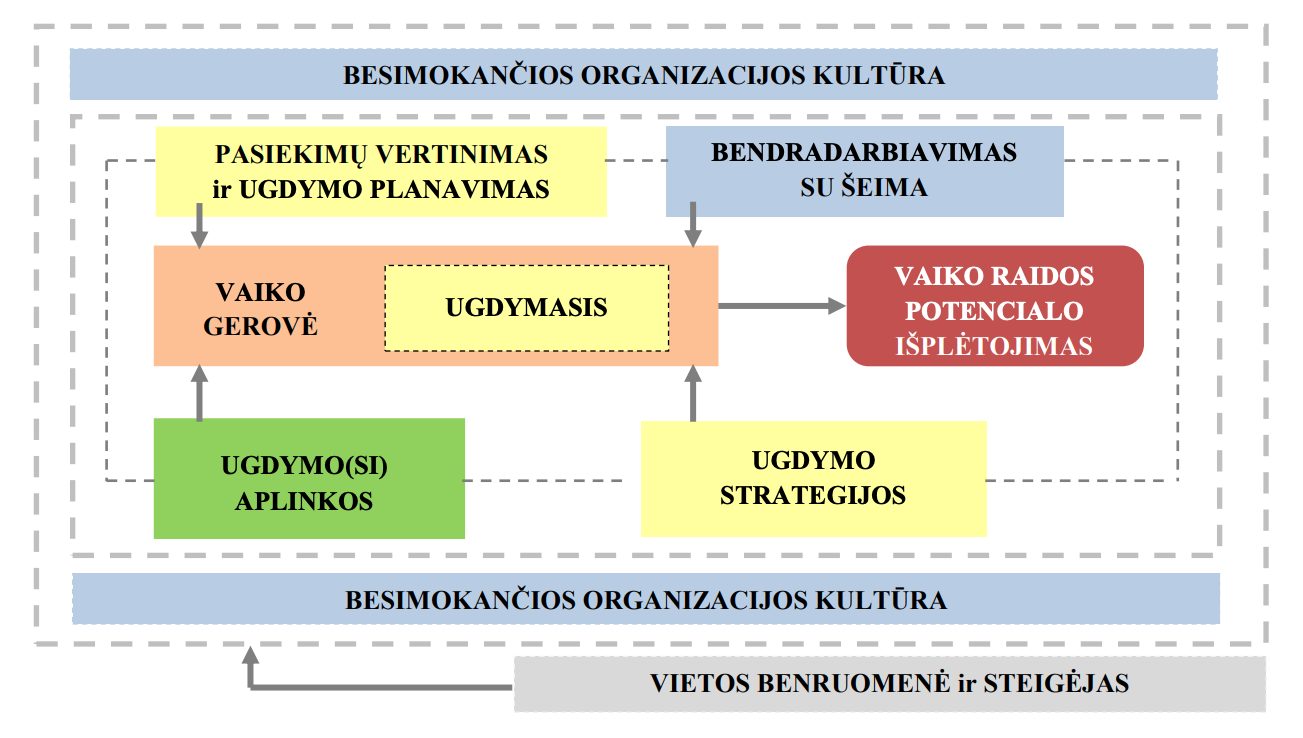 BESIMOKANČIOS ORGANIZACIJOS KULTŪRA
PASIEKIMŲ VERTINIMAS
ir UGDYMO PLANAVIMAS
BENDRADARBIAVIMAS
SU ŠEIMA
VAIKO
GEROVĖ
UGDYMASIS
VAIKO RAIDOS
POTENCIALO
IŠPLĖTOJIMAS
UGDYMO(SI)
APLINKOS
UGDYMO
STRATEGIJOS
BESIMOKANČIOS ORGANIZACIJOS KULTŪRA
VIETOS BENRUOMENĖ ir STEIGĖJAS